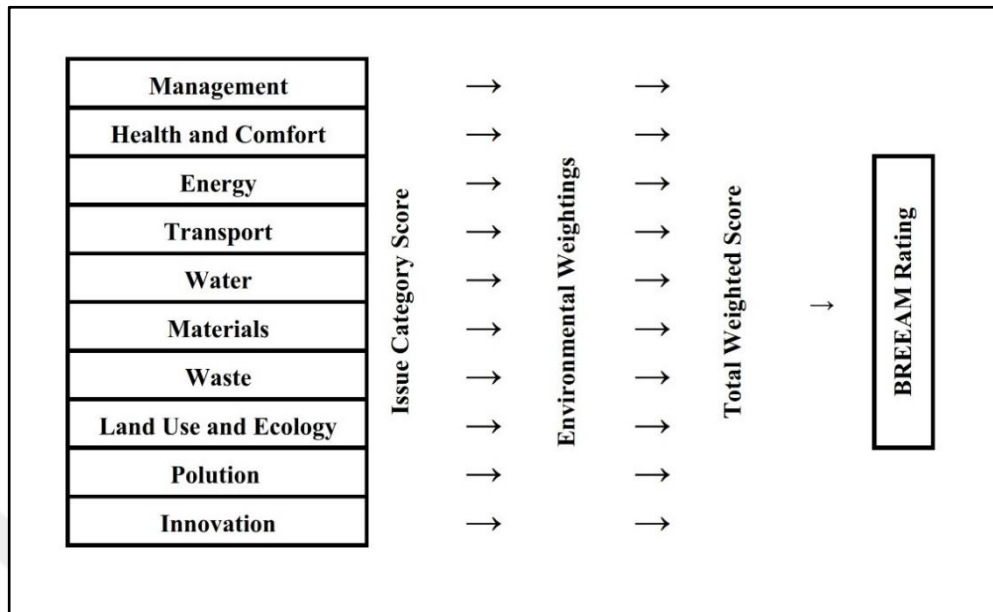 Management
Health and Comfort
Energy
Transport
Water
Materials
Waste
Land Use and Ecology
Polution
Innovation
Issue Category Score
Environmental Weightings
Total Weighted Score
BREEAM Rating